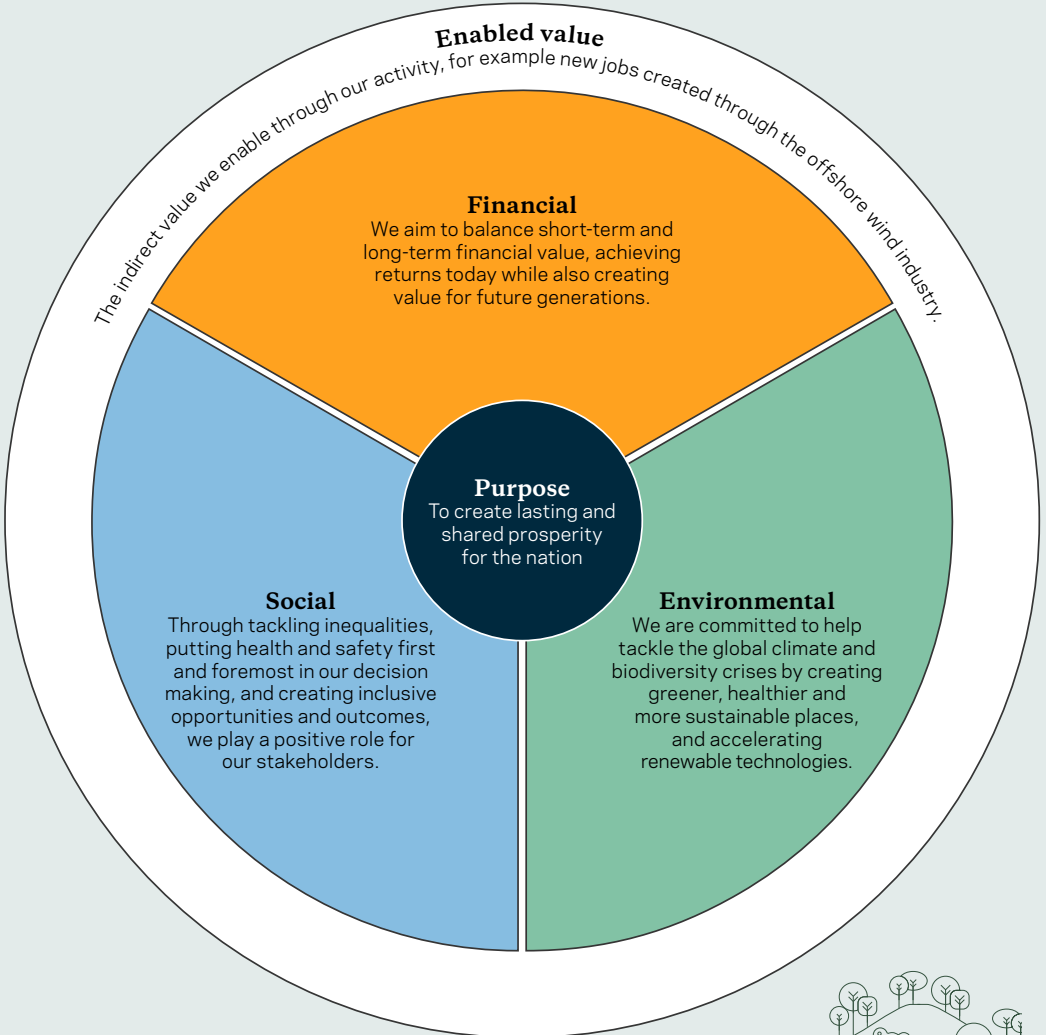 Enabled value
The indirect value we enable through our activity, for example new jobs created through the offshore wind industry.
Financial
We aim to balance short-term and
long-term financial value, achieving
returns today while also creating
value for future generations.
Purpose
To create lasting and
shared prosperity
for the nation
Social
Through tackling inequalities,
putting health and safety first
and foremost in our decision
making, and creating inclusive
opportunities and outcomes,
we play a positive role for
our stakeholders.
Environmental
We are committed to help
tackle the global climate and
biodiversity crises by creating
greener, healthier and
more sustainable places,
and accelerating
renewable technologies.